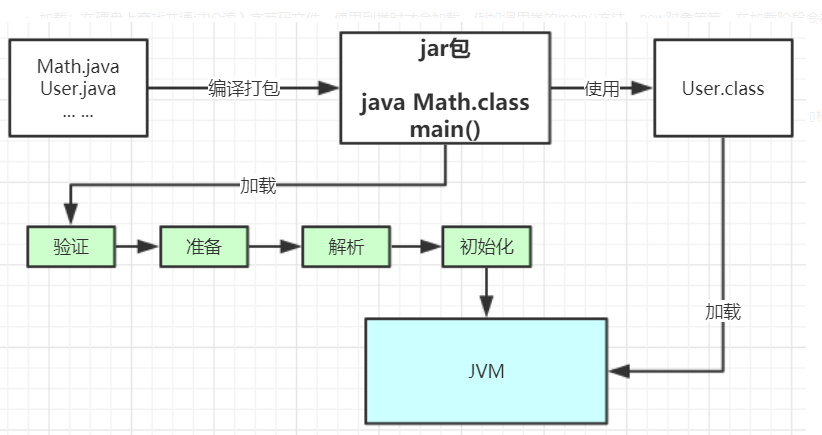 Math.java
User.java
... ...
编译打包
jar包
java Math.class
main()
使用
User.class
加载
验证
准备
解析
初始化
加载
JVM